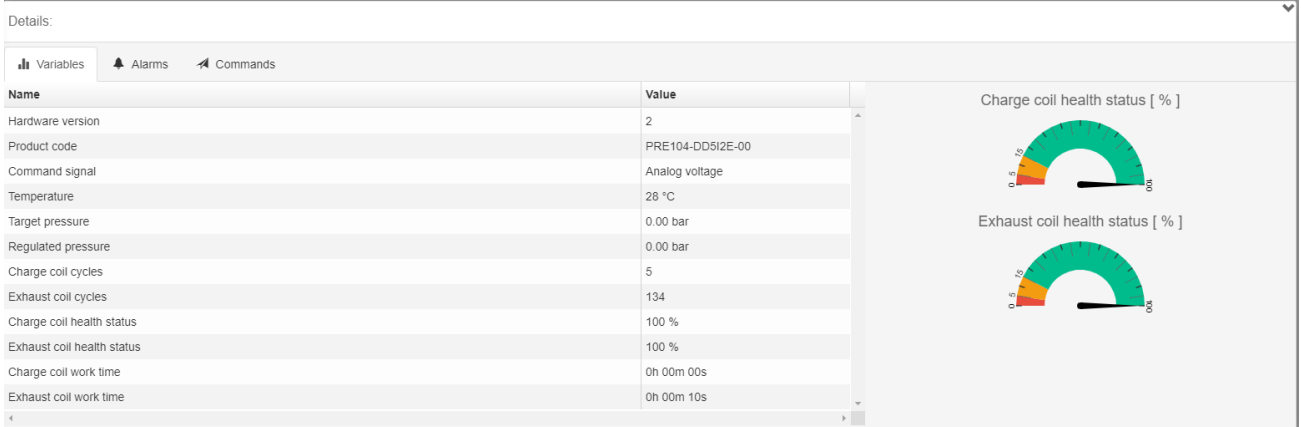 Details:
Variables Alarms Commands
Name Value
Hardware version 2
Product code PRE104-DD5I2E-00
Command signal Analog voltage
Temperature 28 °C
Target pressure 0.00 bar
Regulated pressure 0.00 bar
Charge coil cycles 5
Exhaust coil cycles 134
Charge coil health status 100 %
Exhaust coil health status 100 %
Charge coil work time 0h 00m 00s
Exhaust coil work time 0h 00m 10s
Charge coil health status [ % ]
0 5 15 100
Exhaust coil health status [ % ]
0 5 15 100